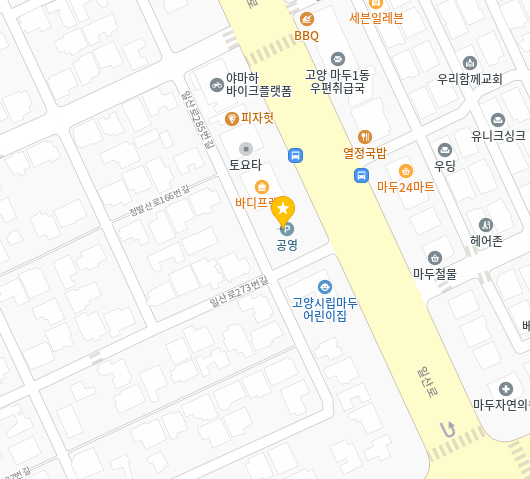 세븐일레븐
BBQ
고양 마두1동
우편취급국
우리함께교회
야마하
바이크플랫폼
일산로285번길
피자헛
유니크싱크
열정국밥
우딩
토요타
마두24마트
정발산로166번길
바디프
공영
헤어존
마두철물
일산로273번길
고양시립마두
어린이집
일산로
마두자연의